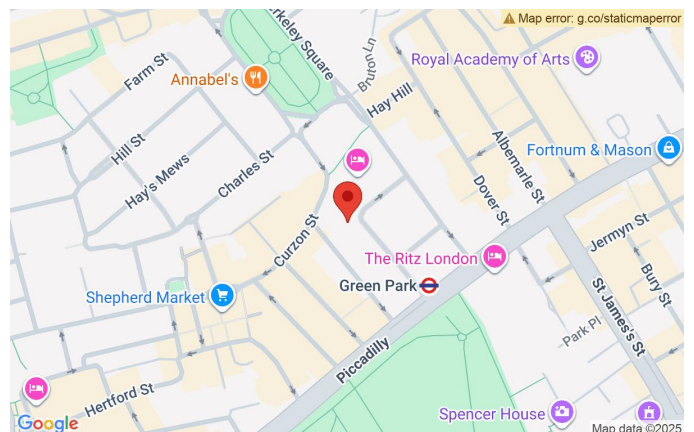 Map error: g.co/staticmaperror
erkeley Square
Bruton Ln
Royal Academy of Arts
Farm St
Annabel's
Hay Hill
Albemarle St
Fortnum & Mason
Hill St
Hay's Mews
Charles St
Dover St
Curzon St
Jermyn St
The Ritz London
Green Park
Bury St
Shepherd Market
St James's St
Park Pl
Piccadilly
Hertford St
Spencer House
Google
Map data ©2025